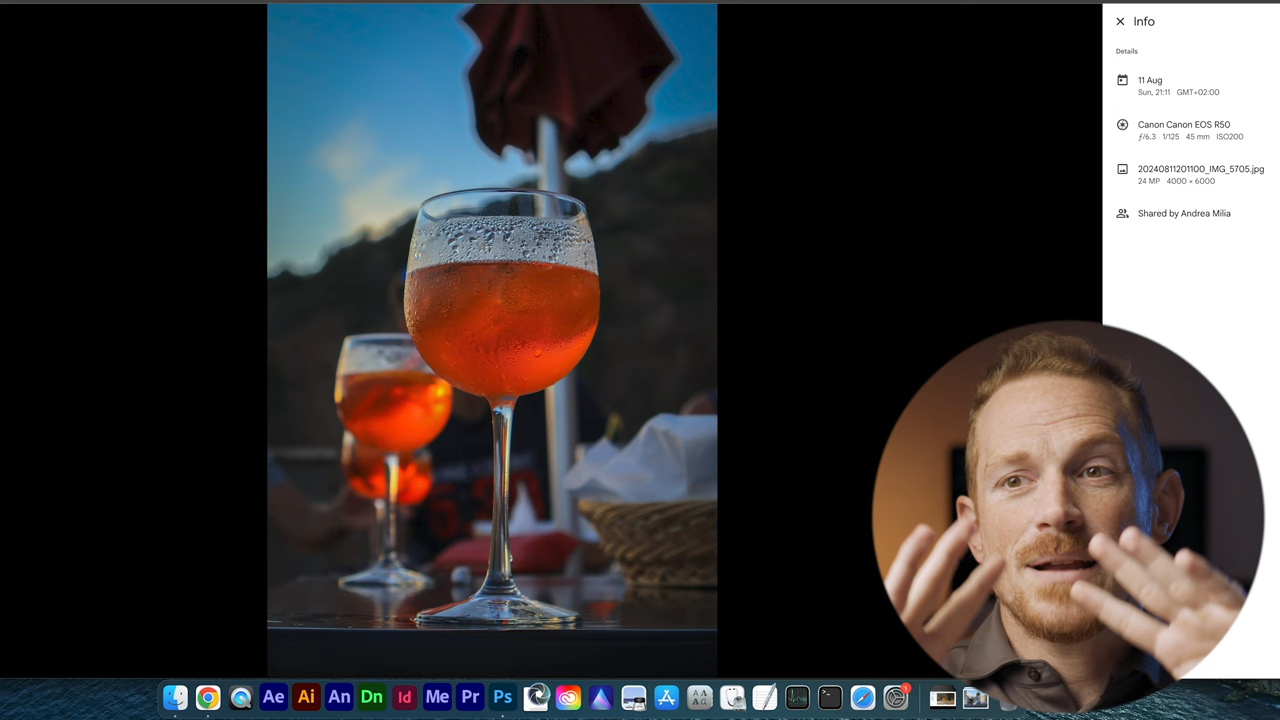 Info
Details
11 Aug
Sun, 21:11 GMT+02:00
Canon Canon EOS R50
ƒ/6.3 1/125 45 mm ISO200
20240811201100_IMG_5705.jpg
24 MP 4000 × 6000
Shared by Andrea Milia
Ae Ai An Dn Id Me Pr Ps
1